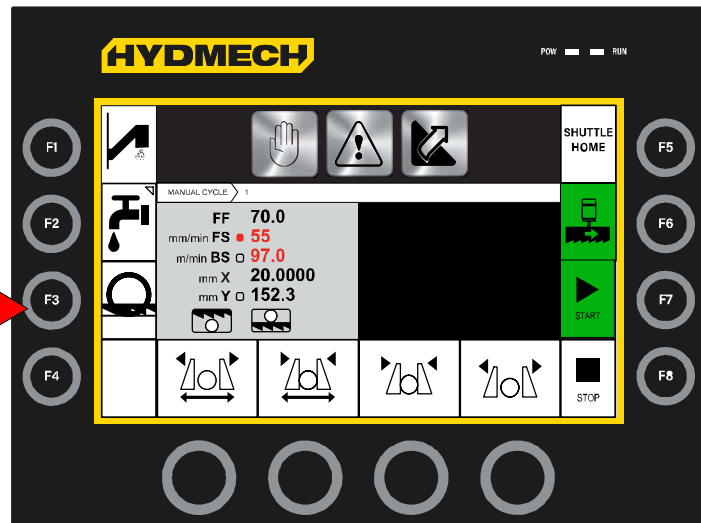 HYDMECH
POW RUN
F1
F2
F3
F4
SHUTTLE
HOME
MANUAL CYCLE 1
FF 70.0
mm/min FS 55
m/min BS 97.0
mm X 20.0000
mm Y 152.3
START
STOP
F5
F6
F7
F8